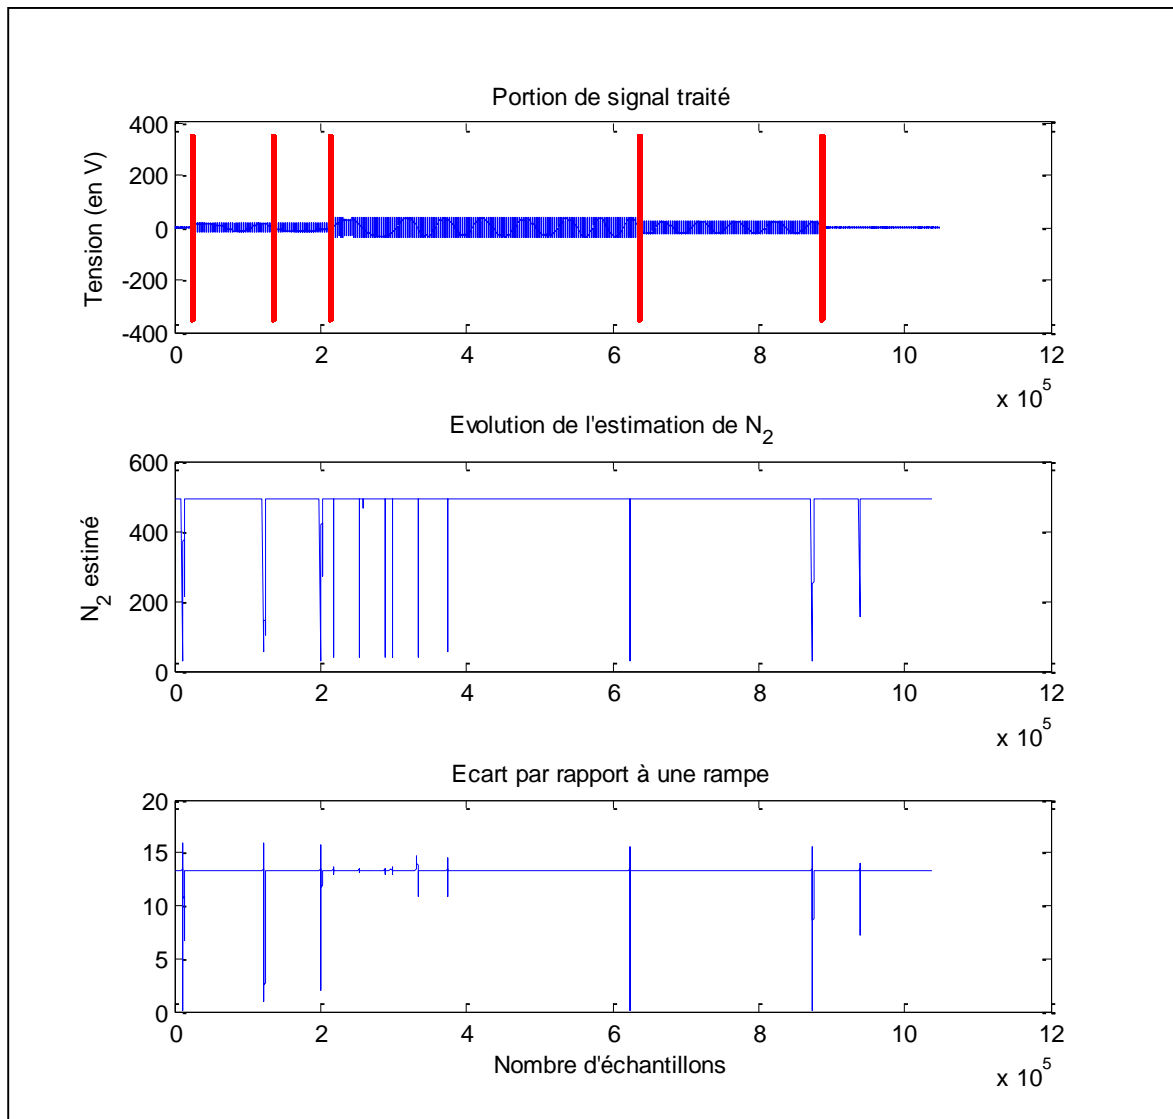 Portion de signal traité
400
200
0
-200
-400
Tension (en V)
0 2 4 6 8 10 12
x 10^5
Evolution de l'estimation de N_2
600
400
200
0
N_2 estimé
0 2 4 6 8 10 12
x 10^5
Ecart par rapport à une rampe
20
15
10
5
0
0 2 4 6 8 10 12
Nombre d'échantillons
x 10^5